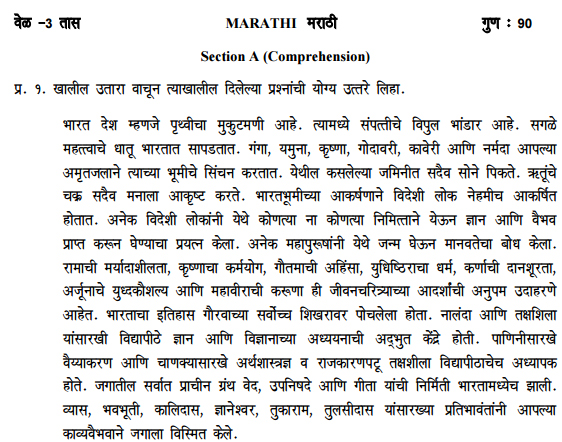 वेळ -3 तास MARATHI मराठी गुण : 90
Section A (Comprehension)
प्र. १. खालील उतारा वाचून त्याखालील दिलेल्या प्रश्नांची योग्य उत्तरे लिहा.
भारत देश म्हणजे पृथ्वीचा मुकुटमणी आहे. त्यामध्ये संपत्तीचे विपुल भांडार आहे. सगळे
महत्त्वाचे धातू भारतात सापडतात. गंगा, यमुना, कृष्णा, गोदावरी, कावेरी आणि नर्मदा आपल्या
अमृतजलाने त्याच्या भूमीचे सिंचन करतात. येथील कसलेल्या जमिनीत सदैव सोने पिकते. ऋतूंचे
चक्र सदैव मनाला आकृष्ट करते. भारतभूमीच्या आकर्षणाने विदेशी लोक नेहमीच आकर्षित
होतात. अनेक विदेशी लोकांनी येथे कोणत्या ना कोणत्या निमित्ताने येऊन ज्ञान आणि वैभव
प्राप्त करून घेण्याचा प्रयत्न केला. अनेक महापुरूषांनी येथे जन्म घेऊन मानवतेचा बोध केला.
रामाची मर्यादाशीलता, कृष्णाचा कर्मयोग, गौतमाची अहिंसा, युधिष्ठिराचा धर्म, कर्णाची दानशूरता,
अर्जूनाचे युध्दकौशल्य आणि महावीराची करूणा ही जीवनचरित्र्याच्या आदर्शांची अनुपम उदाहरणे
आहेत. भारताचा इतिहास गौरवाच्या सर्वोच्च शिखरावर पोचलेला होता. नालंदा आणि तक्षशिला
यांसारखी विद्यापीठे ज्ञान आणि विज्ञानाच्या अध्ययनाची अद्‌भुत केंद्रे होती. पाणिनीसारखे
वैय्याकरण आणि चाणक्यासारखे अर्थशास्त्रज्ञ व राजकारणपटू तक्षशीला विद्यापीठाचेच अध्यापक
होते. जगातील सर्वात प्राचीन ग्रंथ वेद, उपनिषदे आणि गीता यांची निर्मिती भारतामध्येच झाली.
व्यास, भवभूती, कालिदास, ज्ञानेश्वर, तुकाराम, तुलसीदास यांसारख्या प्रतिभावंतांनी आपल्या
काव्यवैभवाने जगाला विस्मित केले.